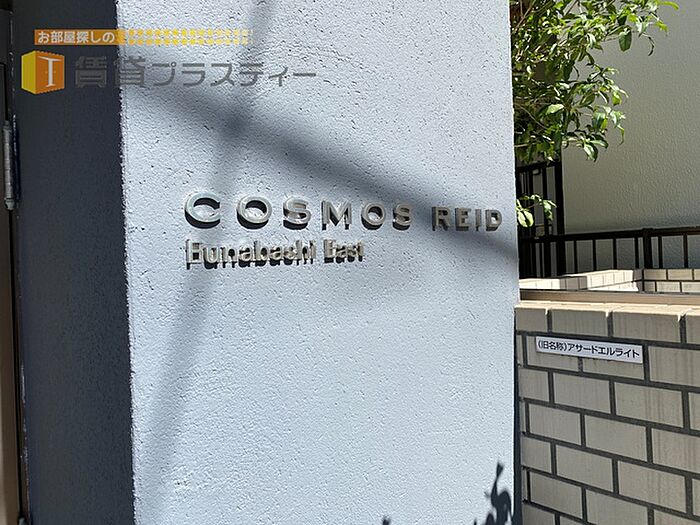 お部屋探しの
賃貸プラスティー
COSMOS REID
Funabashi East
(旧名称)アサードエルライト